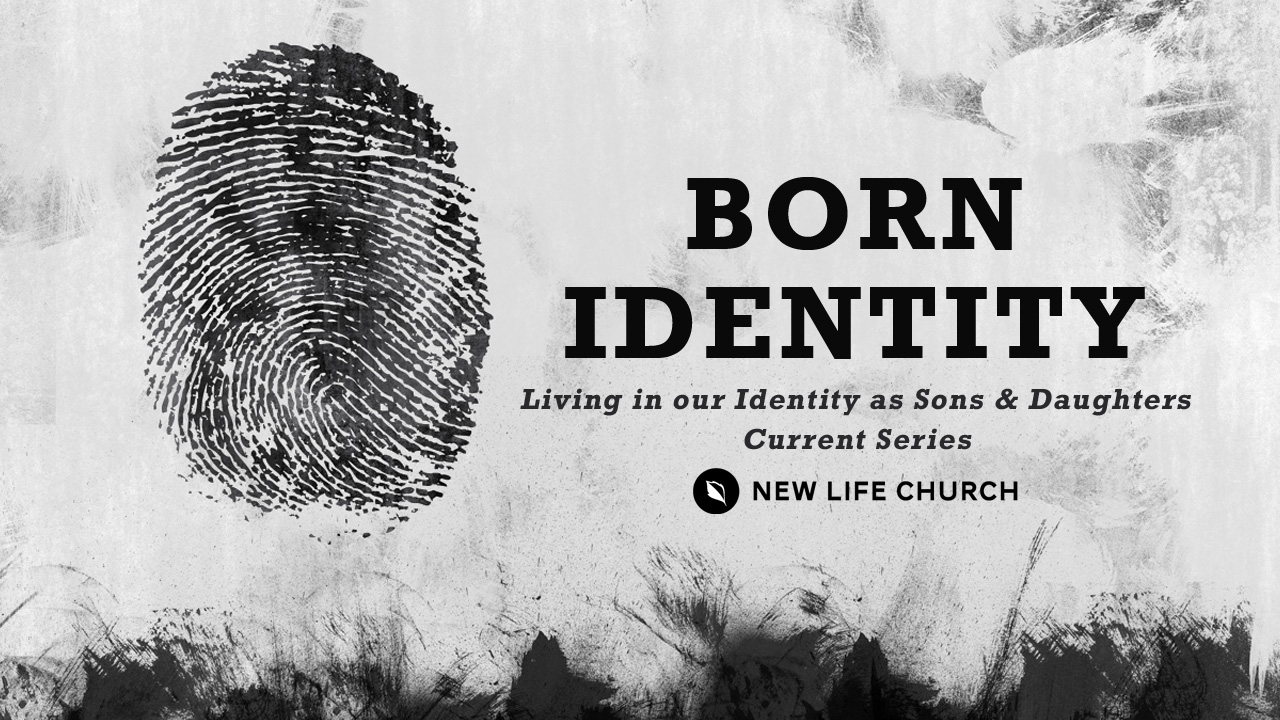 BORN
IDENTITY
Living in our Identity as Sons & Daughters
Current Series
NEW LIFE CHURCH